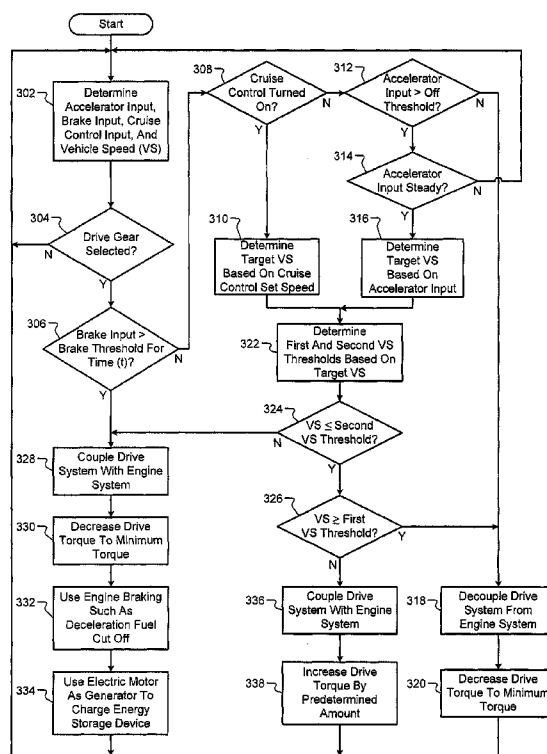 Start
302
Determine
Accelerator Input,
Brake Input, Cruise
Control Input, And
Vehicle Speed (VS)
304
Drive Gear
Selected?
N
Y
306
Brake Input >
Brake Threshold For
Time (t)?
N
Y
308
Cruise
Control Turned
On?
N
Y
312
Accelerator
Input > Off
Threshold?
N
Y
314
Accelerator
Input Steady?
N
Y
310
Determine
Target VS
Based On Cruise
Control Set Speed
316
Determine
Target VS
Based On
Accelerator Input
322
Determine
First And Second VS
Thresholds Based On
Target VS
324
VS ≤ Second
VS Threshold?
N
Y
326
VS ≥ First
VS Threshold?
Y
N
328
Couple Drive
System With Engine
System
330
Decrease Drive
Torque To Minimum
Torque
332
Use Engine Braking
Such As
Deceleration Fuel
Cut Off
334
Use Electric Motor
As Generator To
Charge Energy
Storage Device
336
Couple Drive
System With Engine
System
338
Increase Drive
Torque By
Predetermined
Amount
318
Decouple Drive
System From
Engine System
320
Decrease Drive
Torque To Minimum
Torque